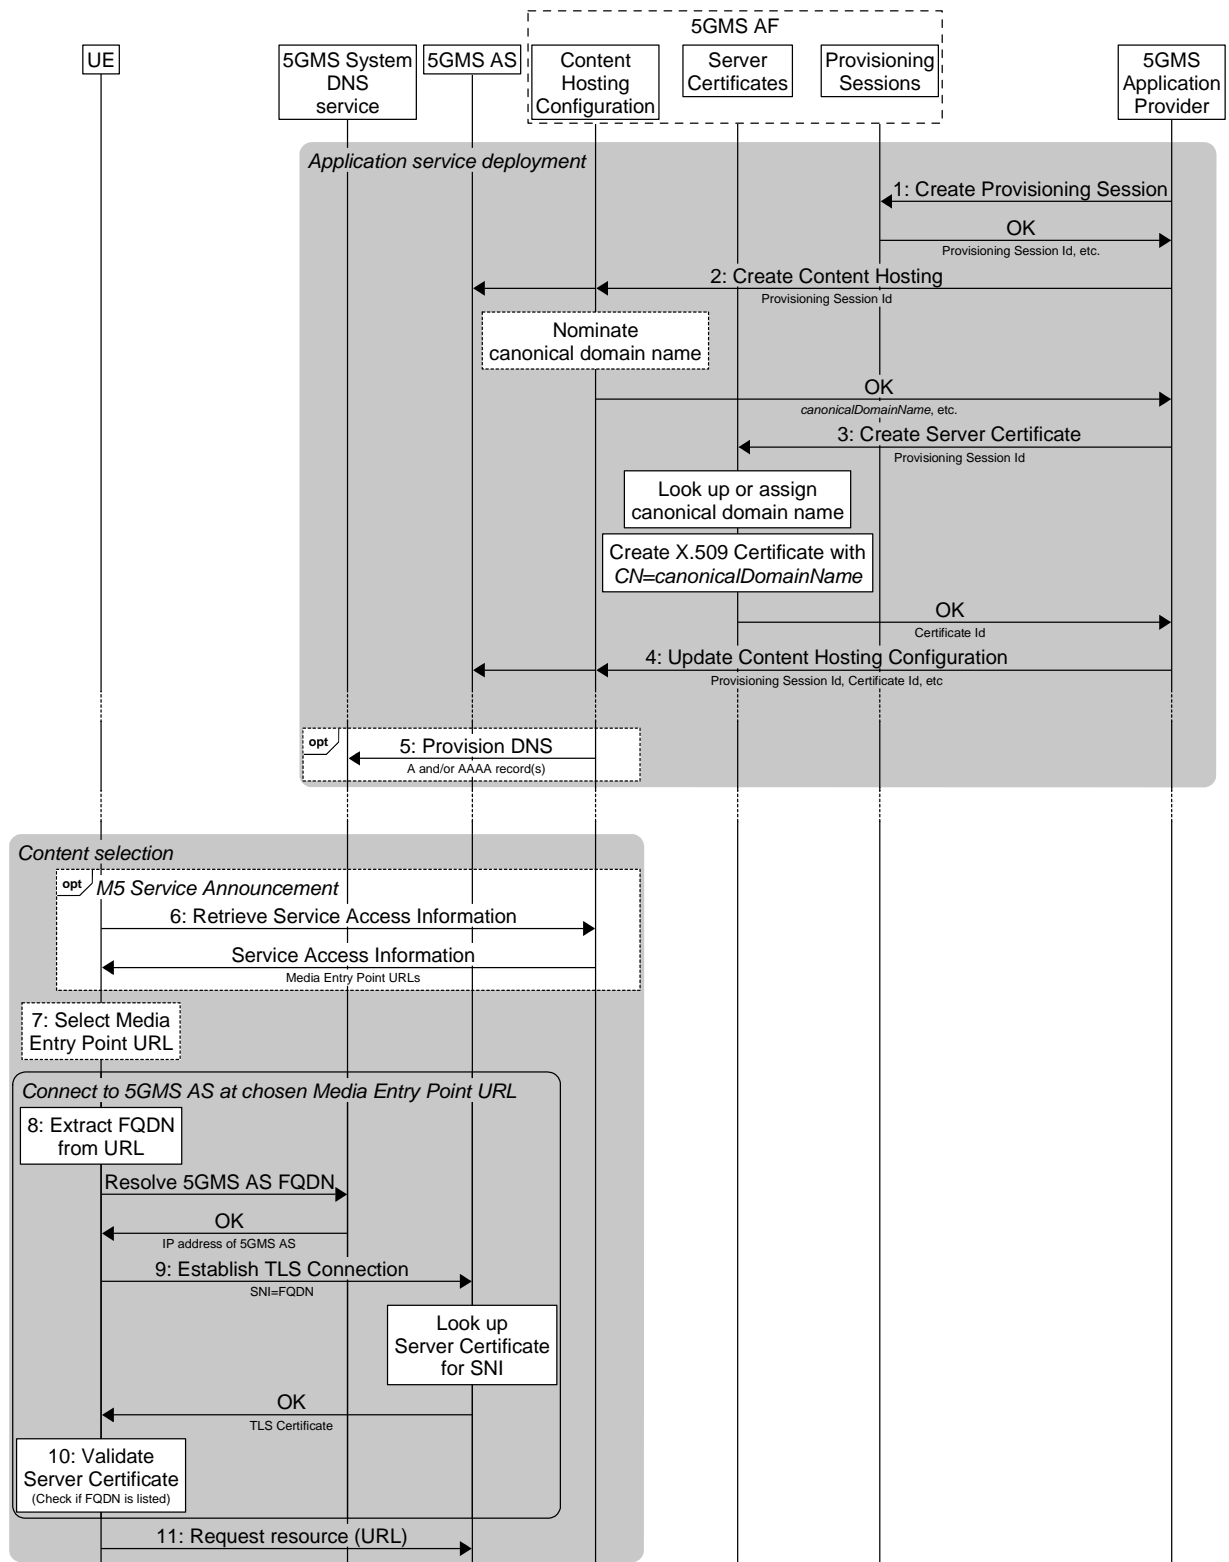 5GMS AF
UE
5GMS System
DNS
service
5GMS AS
Content
Hosting
Configuration
Server
Certificates
Provisioning
Sessions
5GMS
Application
Provider
Application service deployment
1: Create Provisioning Session
OK
Provisioning Session Id, etc.
2: Create Content Hosting
Provisioning Session Id
Nominate
canonical domain name
OK
canonicalDomainName, etc.
3: Create Server Certificate
Provisioning Session Id
Look up or assign
canonical domain name
Create X.509 Certificate with
CN=canonicalDomainName
OK
Certificate Id
4: Update Content Hosting Configuration
Provisioning Session Id, Certificate Id, etc
opt
5: Provision DNS
A and/or AAAA record(s)
Content selection
opt
M5 Service Announcement
6: Retrieve Service Access Information
Service Access Information
Media Entry Point URLs
7: Select Media
Entry Point URL
Connect to 5GMS AS at chosen Media Entry Point URL
8: Extract FQDN
from URL
Resolve 5GMS AS FQDN
OK
IP address of 5GMS AS
9: Establish TLS Connection
SNI=FQDN
Look up
Server Certificate
for SNI
OK
TLS Certificate
10: Validate
Server Certificate
(Check if FQDN is listed)
11: Request resource (URL)